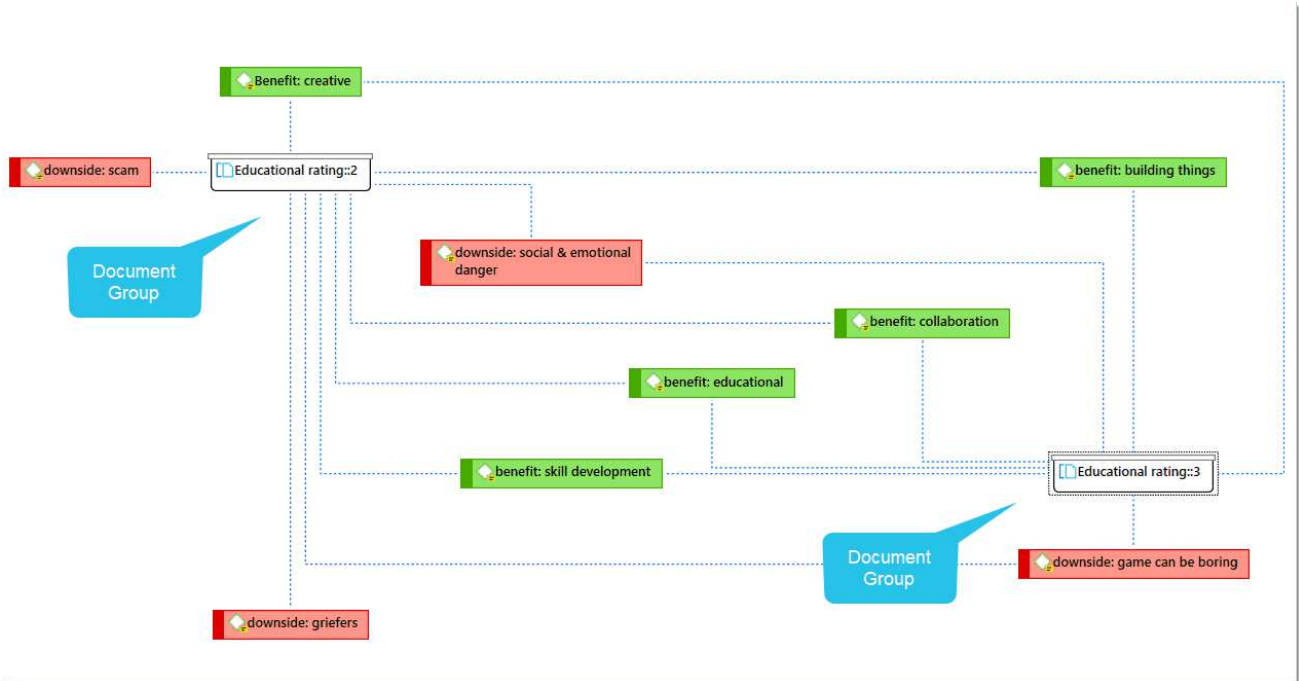 Benefit: creative
downside: scam
Educational rating::2
benefit: building things
Document
Group
downside: social & emotional
danger
benefit: collaboration
benefit: educational
benefit: skill development
Educational rating::3
Document
Group
downside: game can be boring
downside: griefers